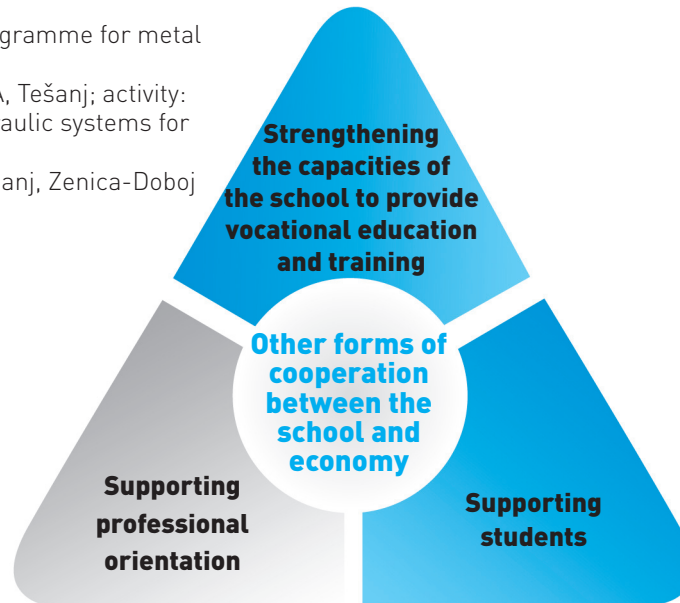 gramme for metal
, Tešanj; activity:
aulic systems for
anj, Zenica-Doboj
Strengthening
the capacities of
the school to provide
vocational education
and training
Other forms of
cooperation
between the
school and
economy
Supporting
professional
orientation
Supporting
students